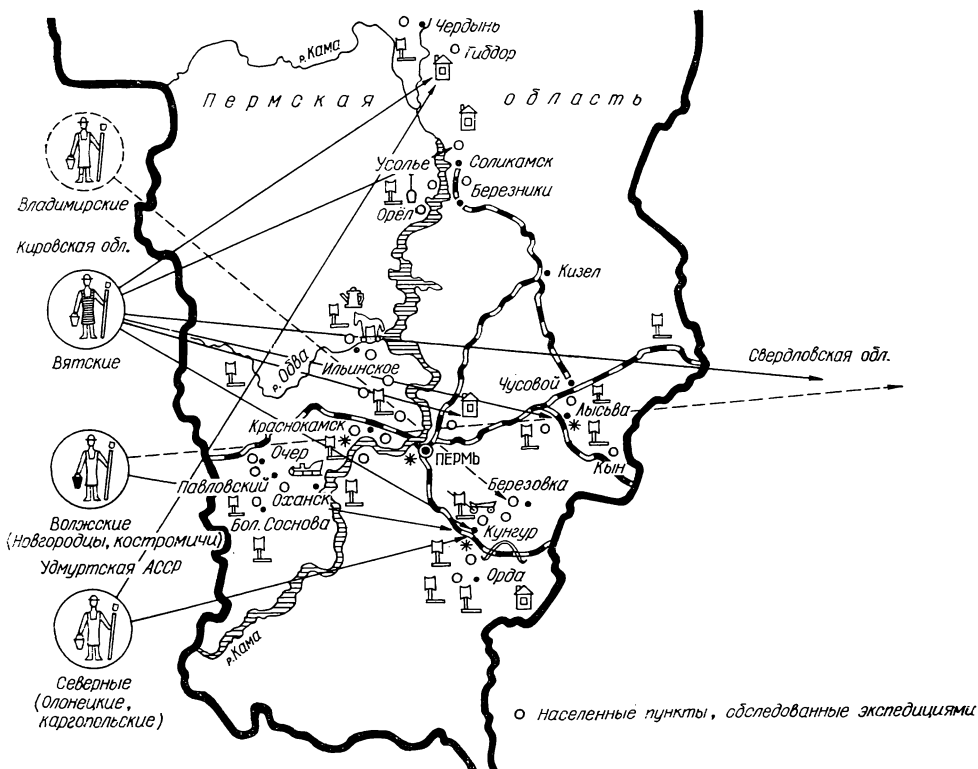 Чердынь
р. Кама
Гиддор
Пермская область
Усолье
Соликамск
Березники
Владимирские
Орёл
Кировская обл.
Кизел
Вятские
р. Обва
Ильинское
Свердловская обл.
Чусовой
Лысьва
Краснокамск
Очер
ПЕРМЬ
Кын
Павловский
Березовка
Оханск
Волжские
(Новгородцы, костромичи)
Бол. Соснова
Кунгур
Удмуртская АССР
Орда
р. Кама
Северные
(Олонецкие,
каргопольские)
Населенные пункты, обследованные экспедициями